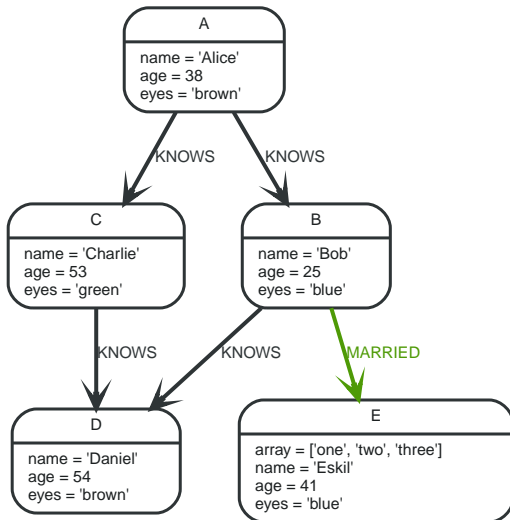 A
name = 'Alice'
age = 38
eyes = 'brown'
KNOWS
KNOWS
C
name = 'Charlie'
age = 53
eyes = 'green'
B
name = 'Bob'
age = 25
eyes = 'blue'
KNOWS
KNOWS
MARRIED
D
name = 'Daniel'
age = 54
eyes = 'brown'
E
array = ['one', 'two', 'three']
name = 'Eskil'
age = 41
eyes = 'blue'